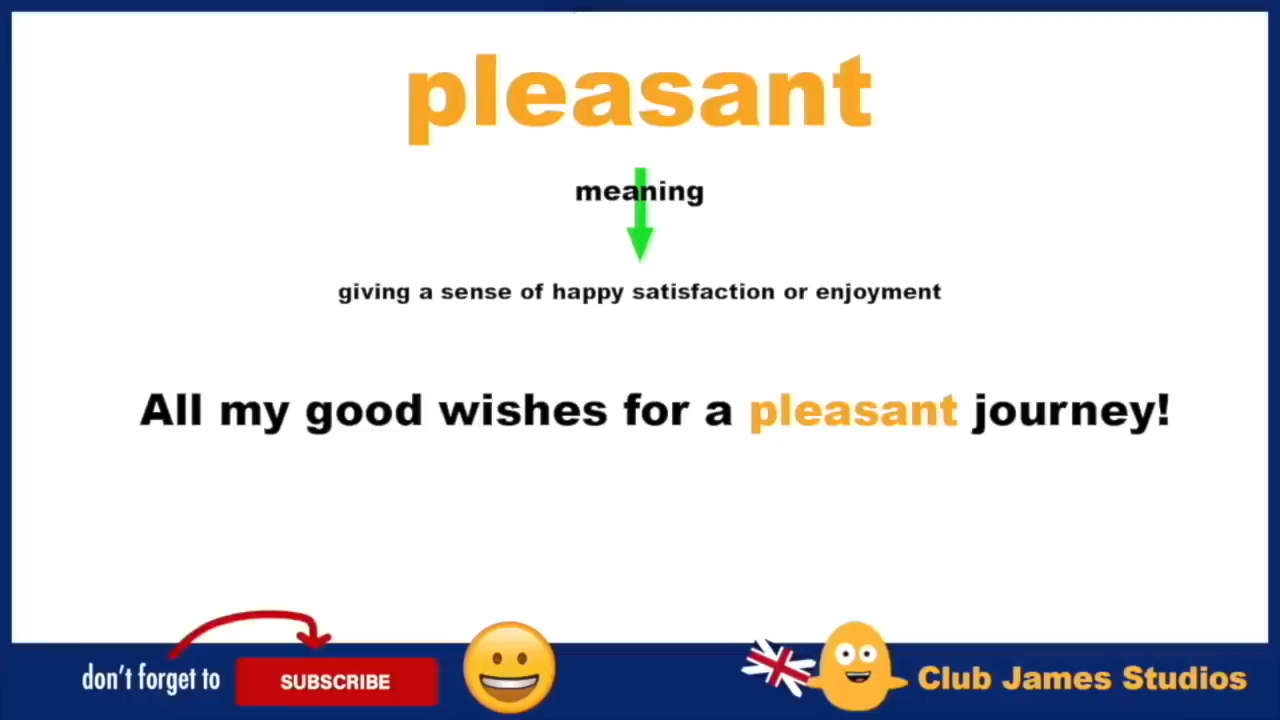 pleasant
meaning
giving a sense of happy satisfaction or enjoyment
All my good wishes for a pleasant journey!
don't forget to
SUBSCRIBE
Club James Studios